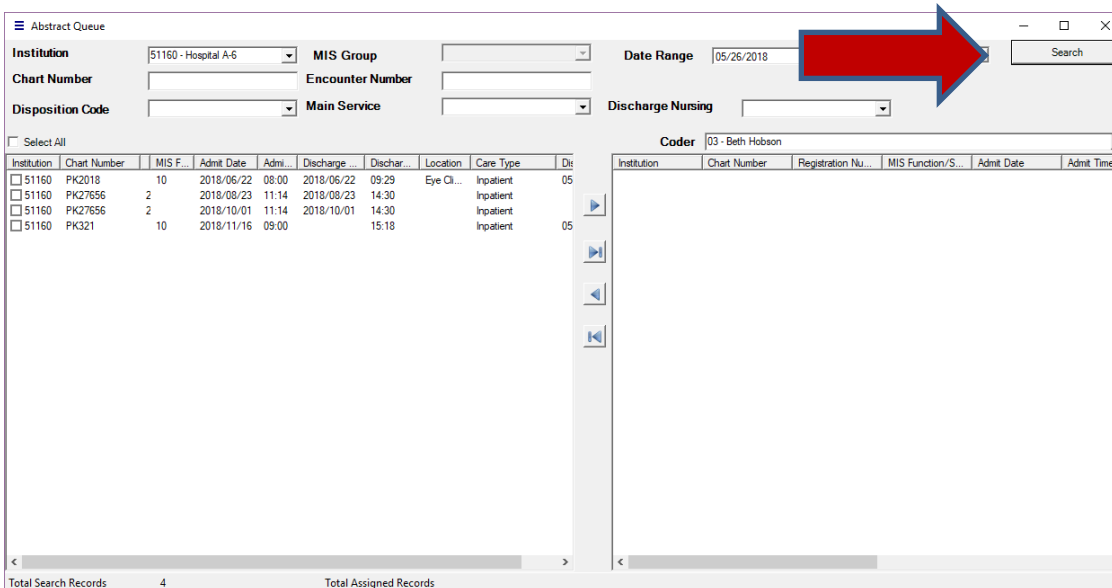 Abstract Queue
Institution 51160 - Hospital A-6 MIS Group Date Range 05/26/2018 Search
Chart Number Encounter Number
Disposition Code Main Service Discharge Nursing
Select All Coder 03 - Beth Hobson
Institution Chart Number MIS F... Admit Date Admi... Discharge ... Dischar... Location Care Type Dis Institution Chart Number Registration Nu... MIS Function/S... Admit Date Admit Time
51160 PK2018 10 2018/06/22 08:00 2018/06/22 09:29 Eye Cli... Inpatient 05
51160 PK27656 2 2018/08/23 11:14 2018/08/23 14:30 Inpatient
51160 PK27656 2 2018/10/01 11:14 2018/10/01 14:30 Inpatient
51160 PK321 10 2018/11/16 09:00 15:18 Inpatient 05
Total Search Records 4 Total Assigned Records